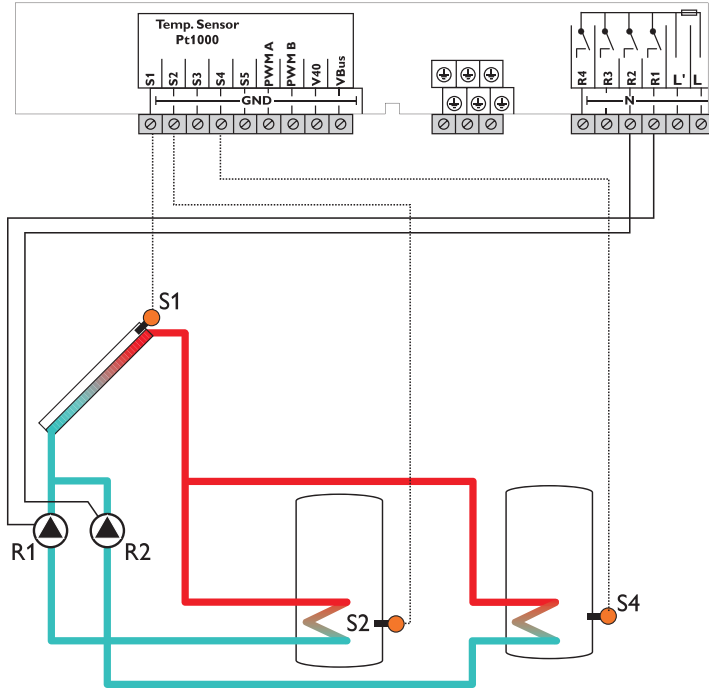 Temp. Sensor
Pt1000
S1
S2
S3
S4
S5
PWM A
PWM B
V40
VBus
GND
R4
R3
R2
R1
L'
L
N
S1
R1
R2
S2
S4